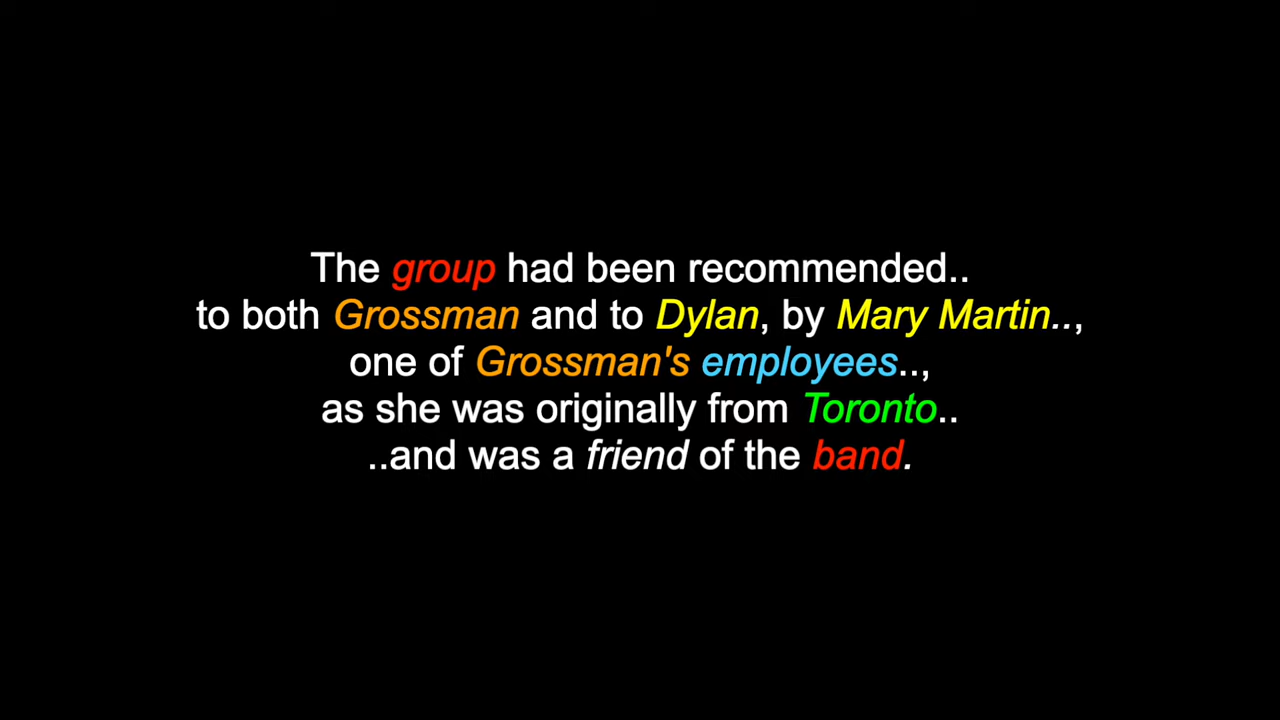 The group had been recommended..
to both Grossman and to Dylan, by Mary Martin..,
one of Grossman's employees..,
as she was originally from Toronto..
..and was a friend of the band.